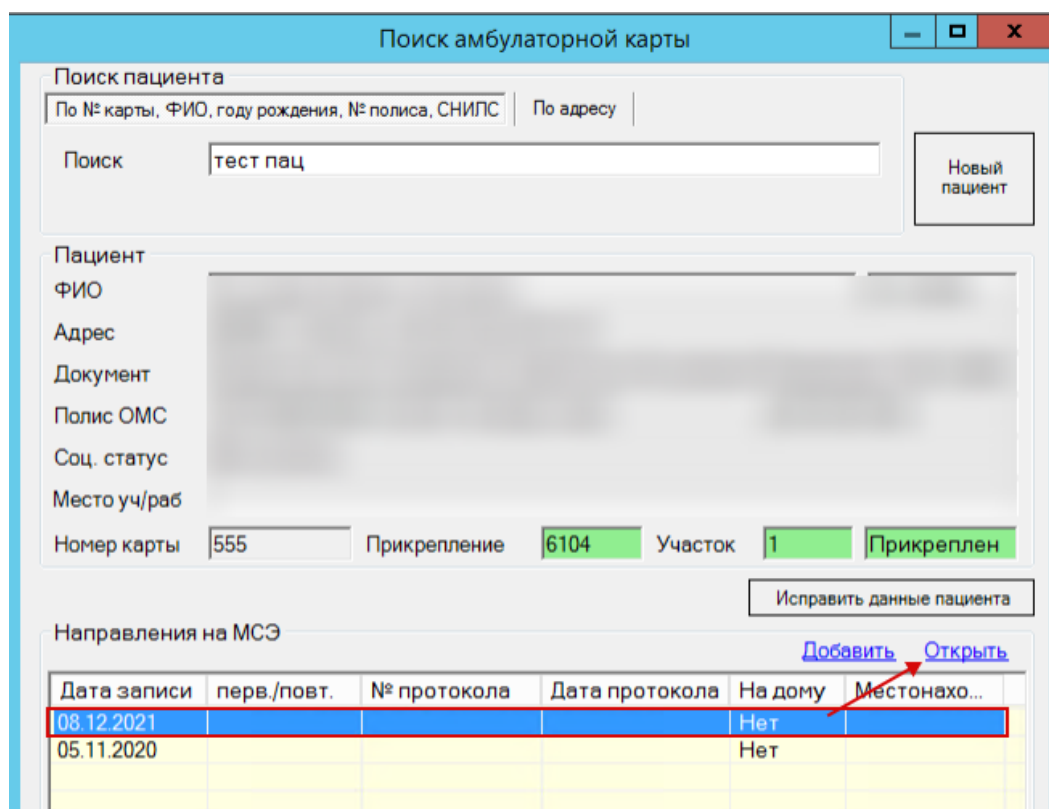 Поиск амбулаторной карты
Поиск пациента
По № карты, ФИО, году рождения, № полиса, СНИЛС По адресу
Поиск тест пац
Новый
пациент
Пациент
ФИО
Адрес
Документ
Полис ОМС
Соц. статус
Место уч/раб
Номер карты 555 Прикрепление 6104 Участок 1 Прикреплен
Исправить данные пациента
Направления на МСЭ
Добавить Открыть
Дата записи перв./повт. № протокола Дата протокола На дому Местонахо...
08.12.2021 Нет
05.11.2020 Нет